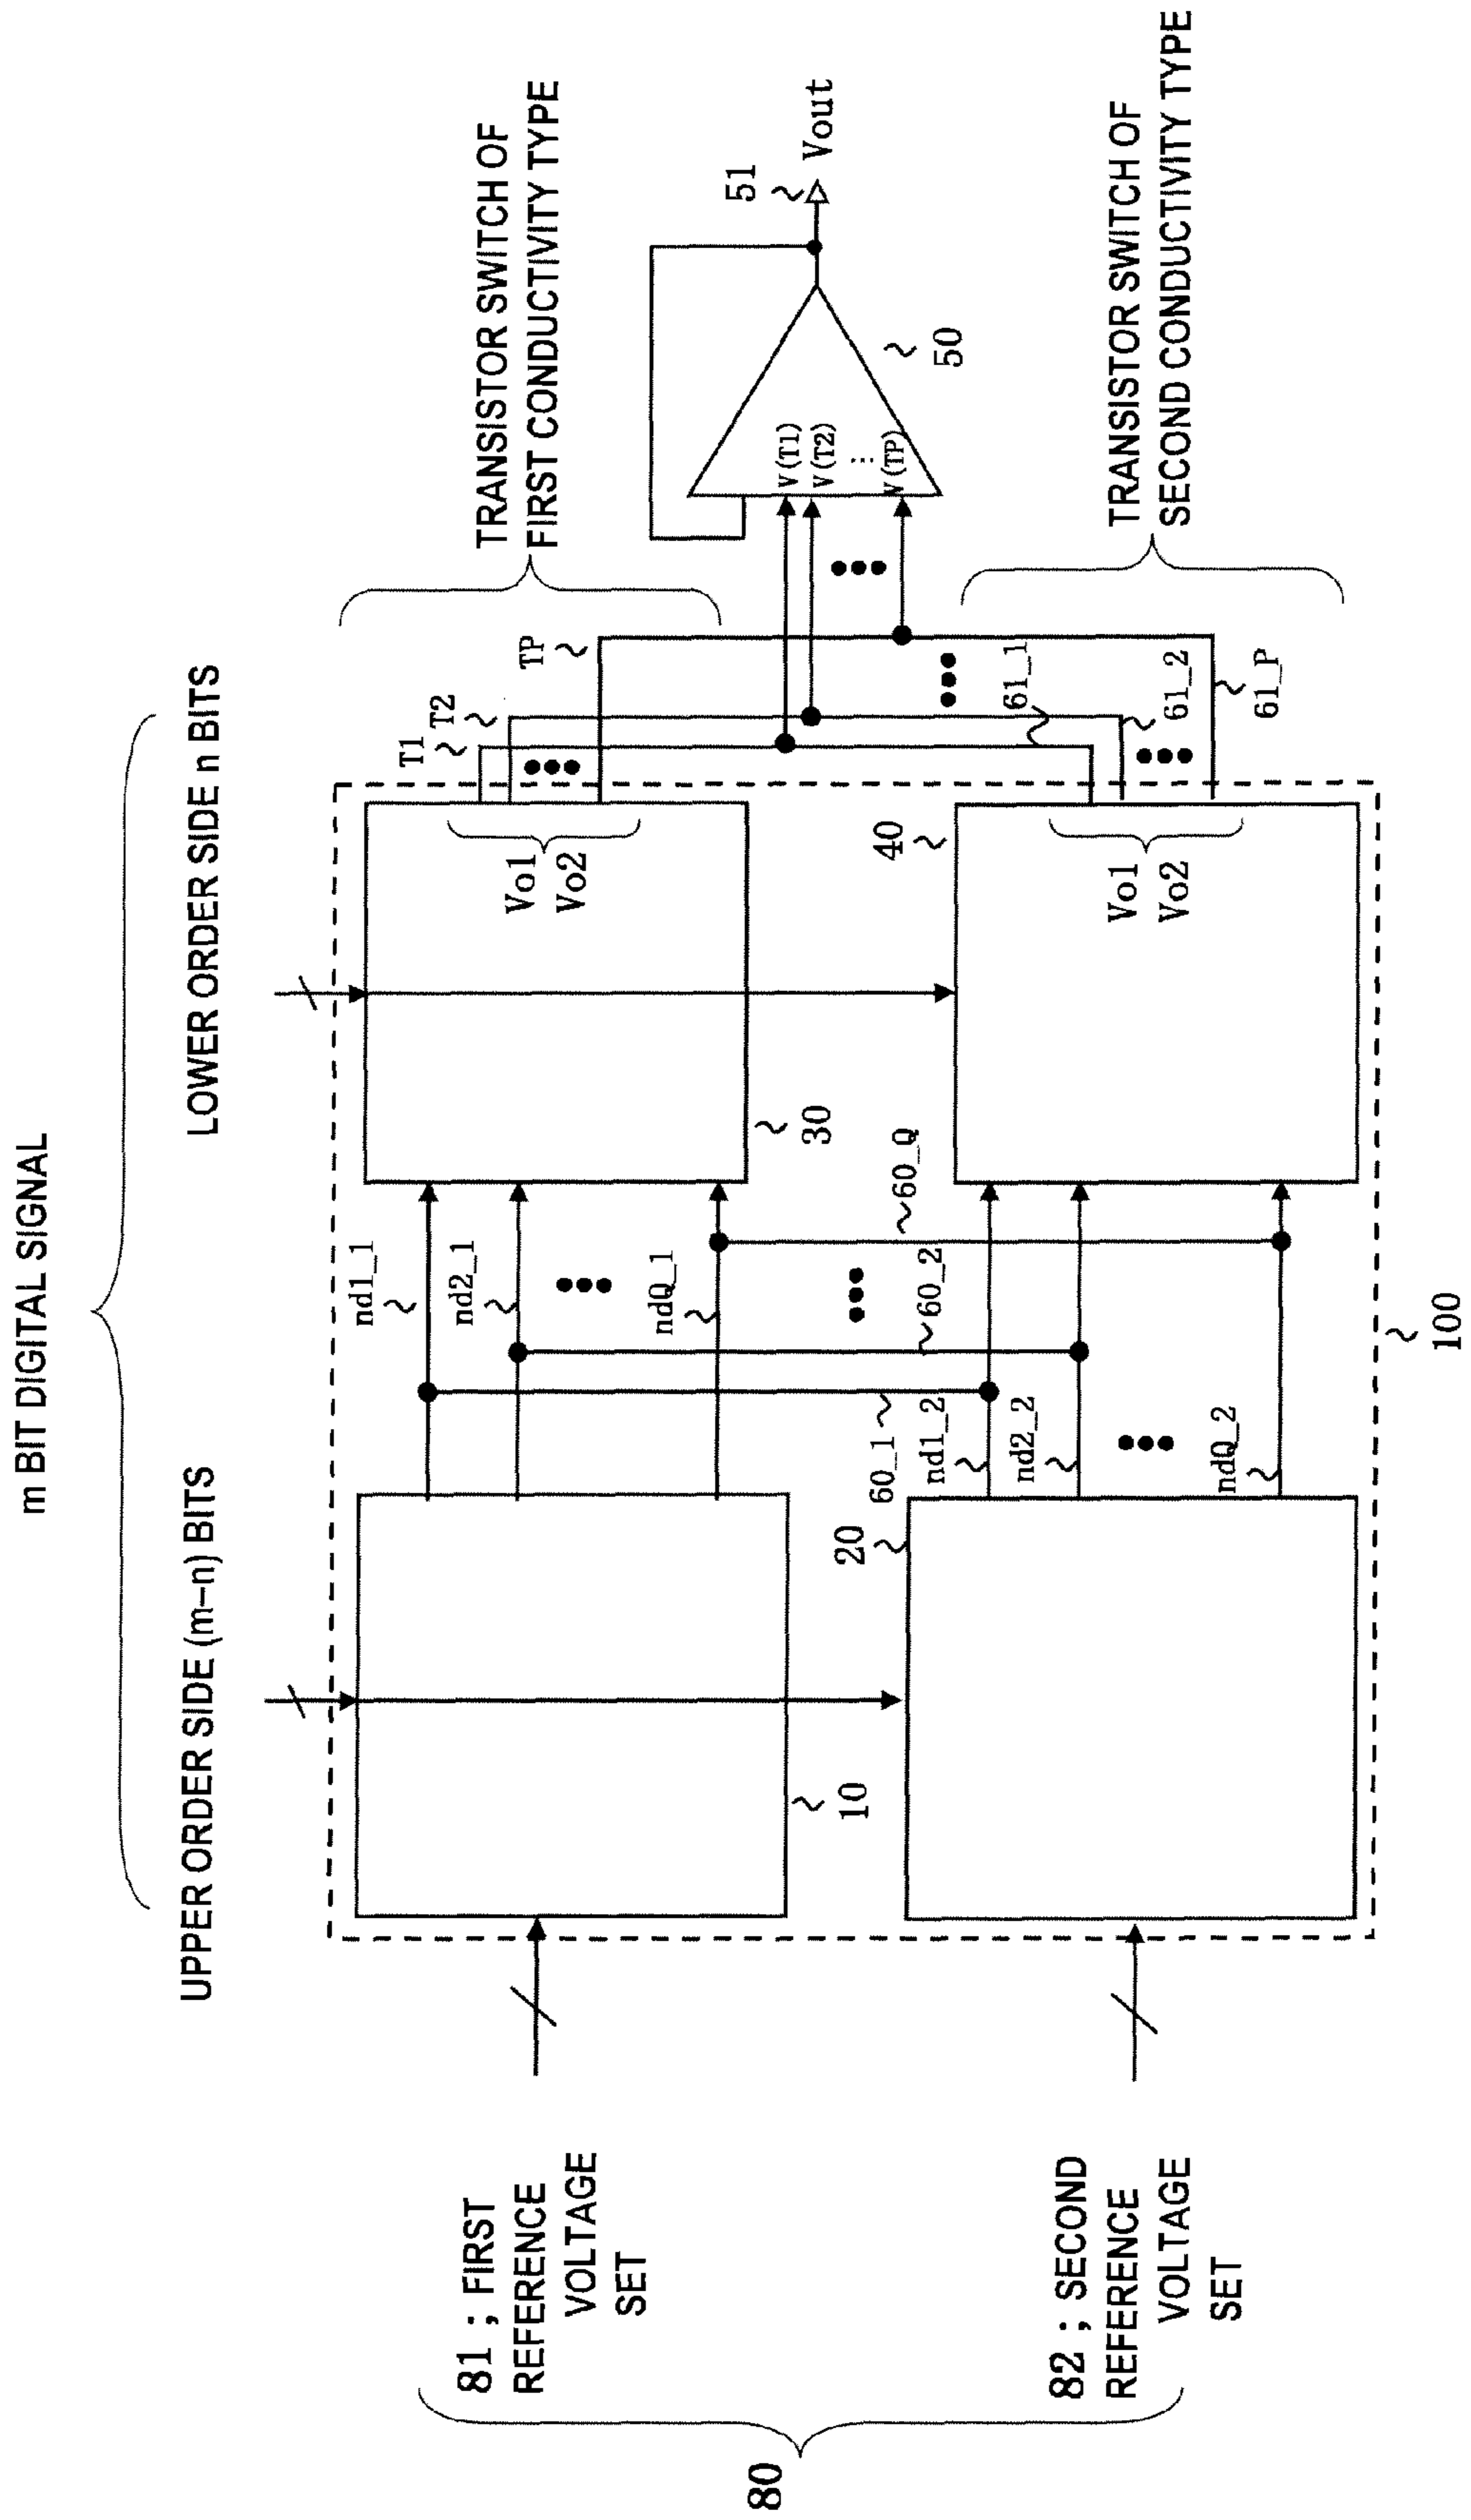 m BIT DIGITAL SIGNAL
UPPER ORDER SIDE (m-n) BITS
LOWER ORDER SIDE n BITS
80
81 ; FIRST
REFERENCE
VOLTAGE
SET
82 ; SECOND
REFERENCE
VOLTAGE
SET
10
20
nd1_1
nd2_1
ndQ_1
60_1
60_2
60_Q
nd1_2
nd2_2
ndQ_2
30
40
Vo1
Vo2
Vo1
Vo2
T1
T2
TP
61_1
61_2
61_P
100
TRANSISTOR SWITCH OF
FIRST CONDUCTIVITY TYPE
V(T1)
V(T2)
V(TP)
50
51
Vout
TRANSISTOR SWITCH OF
SECOND CONDUCTIVITY TYPE